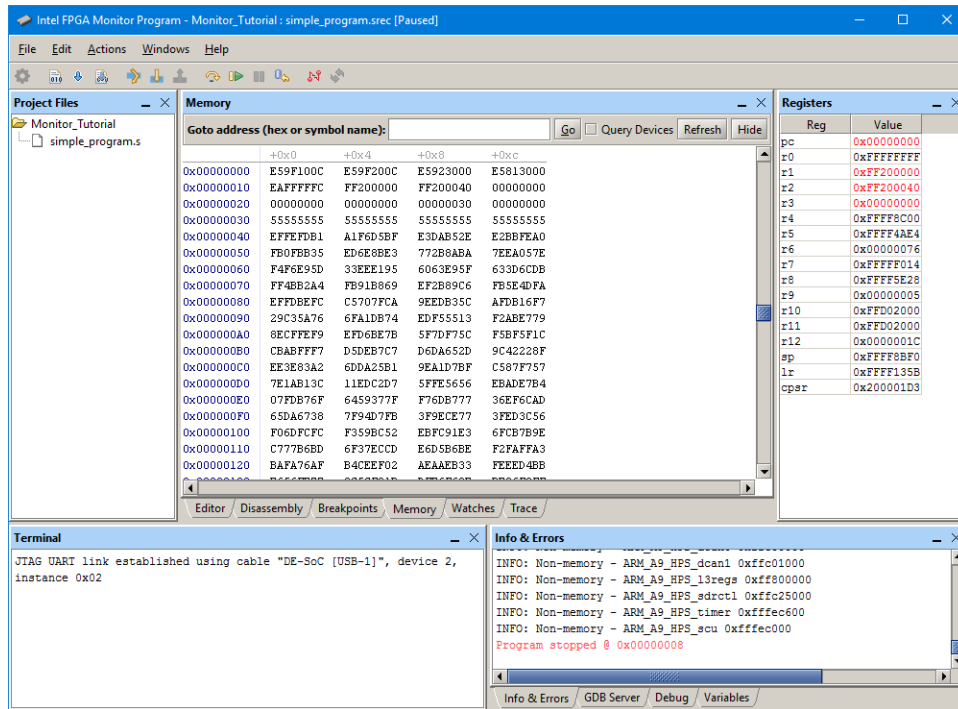 Intel FPGA Monitor Program - Monitor_Tutorial : simple_program.srec [Paused]
File Edit Actions Windows Help
Project Files
Monitor_Tutorial
simple_program.s
Memory
Goto address (hex or symbol name): Go Query Devices Refresh Hide
+0x0 +0x4 +0x8 +0xc
0x00000000 E59F100C E59F200C E5923000 E5813000
0x00000010 EAFFFFFC FF200000 FF200040 00000000
0x00000020 00000000 00000000 00000030 00000000
0x00000030 55555555 55555555 55555555 55555555
0x00000040 EFFEFDB1 A1F6D5BF E3DAB52E E2BBFEA0
0x00000050 FB0FBB35 ED6E8BE3 772B8ABA 7EEA057E
0x00000060 F4F6E95D 33EEE195 6063E95F 633D6CDB
0x00000070 FF4BB2A4 FB91B869 EF2B89C6 FB5E4DFA
0x00000080 EFFDBEFC C5707FCA 9EEDB35C AFDB16F7
0x00000090 29C35A76 6FA1DB74 EDF55513 F2ABE779
0x000000A0 8ECFFEF9 EFD6BE7B 5F7DF75C F5BF5F1C
0x000000B0 CBABFFF7 D5DEB7C7 D6DA652D 9C42228F
0x000000C0 EE3E83A2 6DDA25B1 9EA1D7BF C587F757
0x000000D0 7E1AB13C 11EDC2D7 5FFE5656 EBADE7B4
0x000000E0 07FDB76F 6459377F F76DB777 36EF6CAD
0x000000F0 65DA6738 7F94D7FB 3F9ECE77 3FED3C56
0x00000100 F06DFCFC F359BC52 EBFC91E3 6FCB7B9E
0x00000110 C777B6BD 6F37ECCD E6D5B6BE F2FAFFA3
0x00000120 BAFA76AF B4CEEF02 AEAAEB33 FEEED4BB
Editor Disassembly Breakpoints Memory Watches Trace
Registers
Reg Value
pc 0x00000000
r0 0xFFFFFFFF
r1 0xFF200000
r2 0xFF200040
r3 0x00000000
r4 0xFFFF8C00
r5 0xFFFF4AE4
r6 0x00000076
r7 0xFFFFF014
r8 0xFFFF5E28
r9 0x00000005
r10 0xFFD02000
r11 0xFFD02000
r12 0x0000001C
sp 0xFFFF8BF0
lr 0xFFFF135B
cpsr 0x200001D3
Terminal
JTAG UART link established using cable "DE-SoC [USB-1]", device 2,
instance 0x02
Info & Errors
INFO: Non-memory - ARM_A9_HPS_dcan1 0xffc01000
INFO: Non-memory - ARM_A9_HPS_l3regs 0xff800000
INFO: Non-memory - ARM_A9_HPS_sdrctl 0xffc25000
INFO: Non-memory - ARM_A9_HPS_timer 0xfffec600
INFO: Non-memory - ARM_A9_HPS_scu 0xfffec000
Program stopped @ 0x00000008
Info & Errors GDB Server Debug Variables